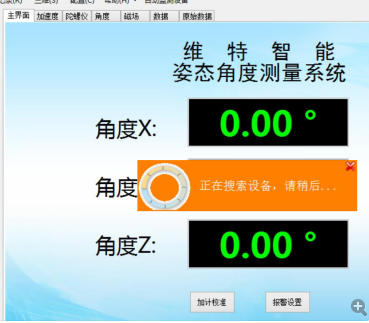 主界面 加速度 陀螺仪 角度 磁场 数据 原始数据
维 特 智 能
姿态角度测量系统
角度X: 0.00 °
角度
正在搜索设备，请稍后...
角度Z: 0.00 °
加计校准 报警设置